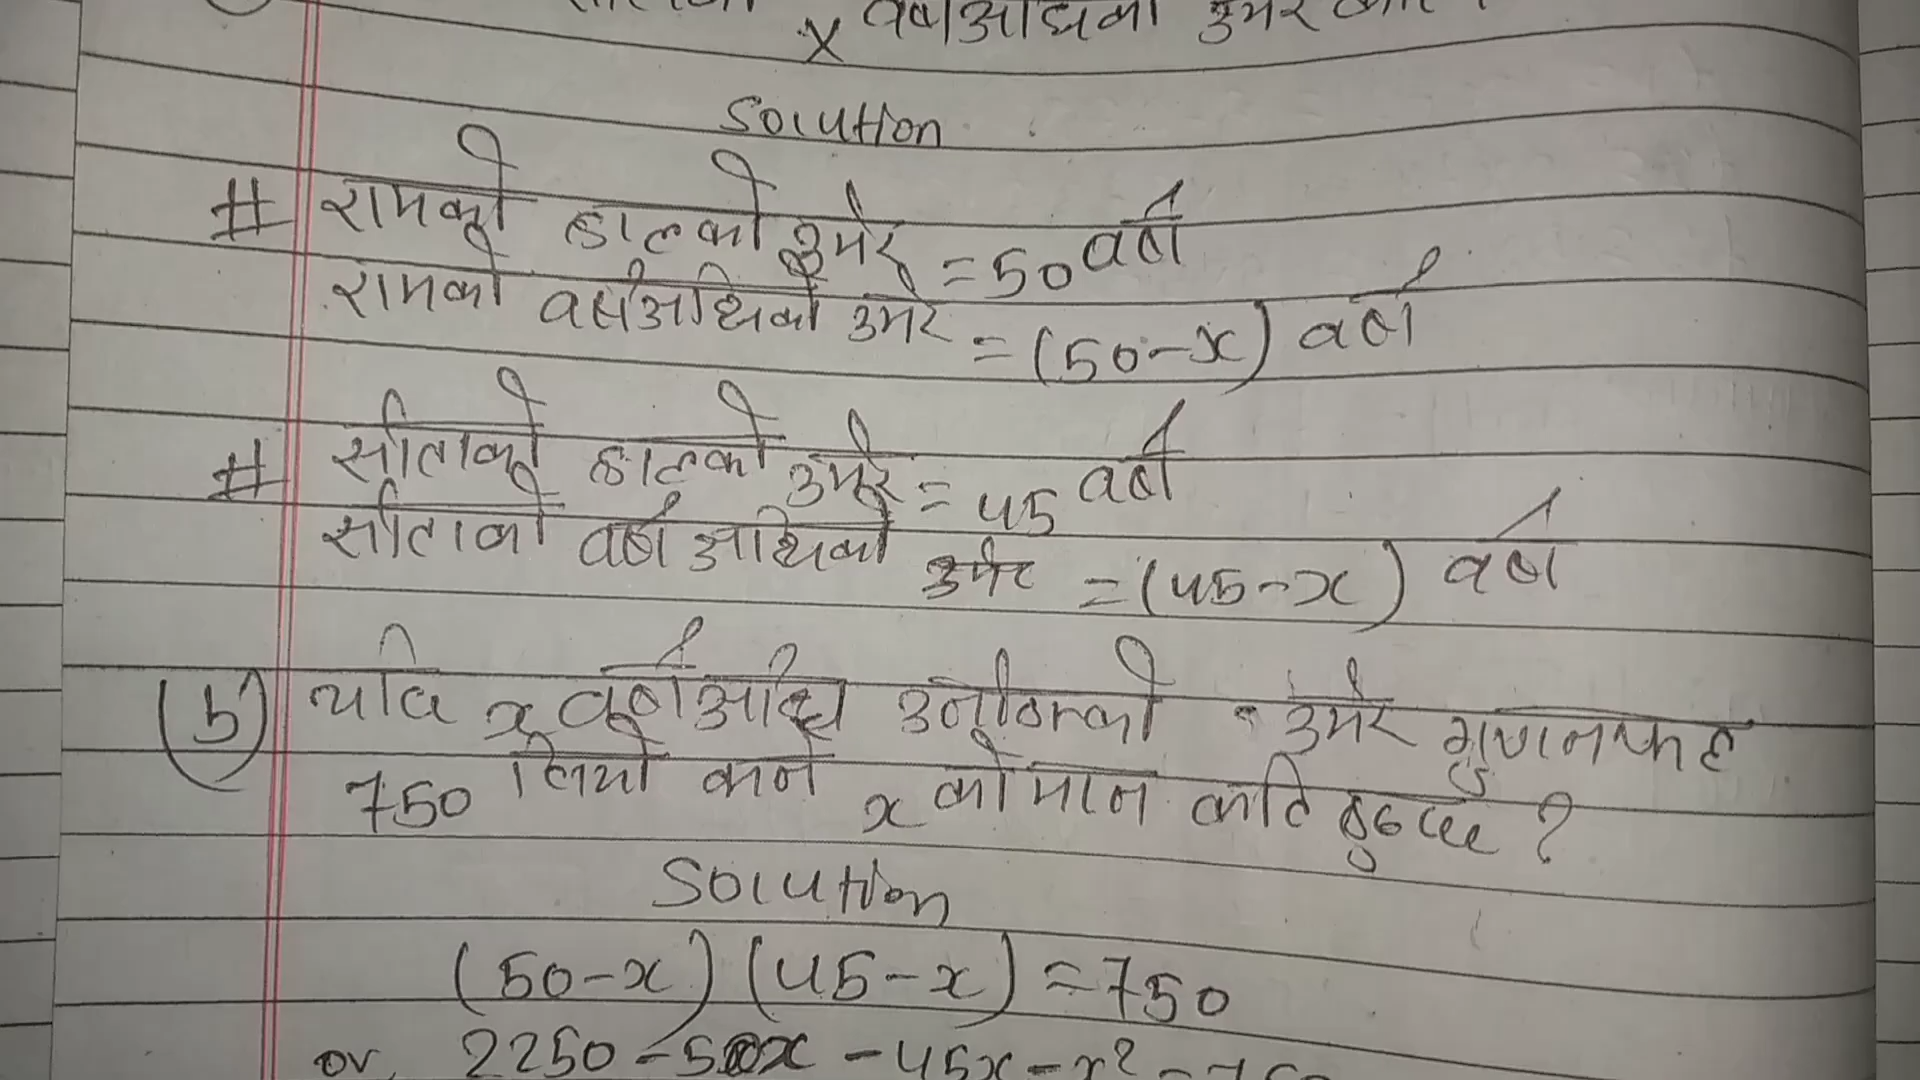 x वर्षअघिको उमेर
Solution
# रामको हालको उमेर = 50 वर्ष
रामको वर्षअघिको उमेर = (50-x) वर्ष
# सीताको हालको उमेर = 45 वर्ष
सीताको वर्ष अघिको उमेर = (45-x) वर्ष
(b) यदि x वर्षअघि उनीहरुको उमेर गुणनफल
750 थियो भने x को मान कति हुन्छ ?
Solution
(50-x) (45-x) = 750
or, 2250 - 50x - 45x - x²